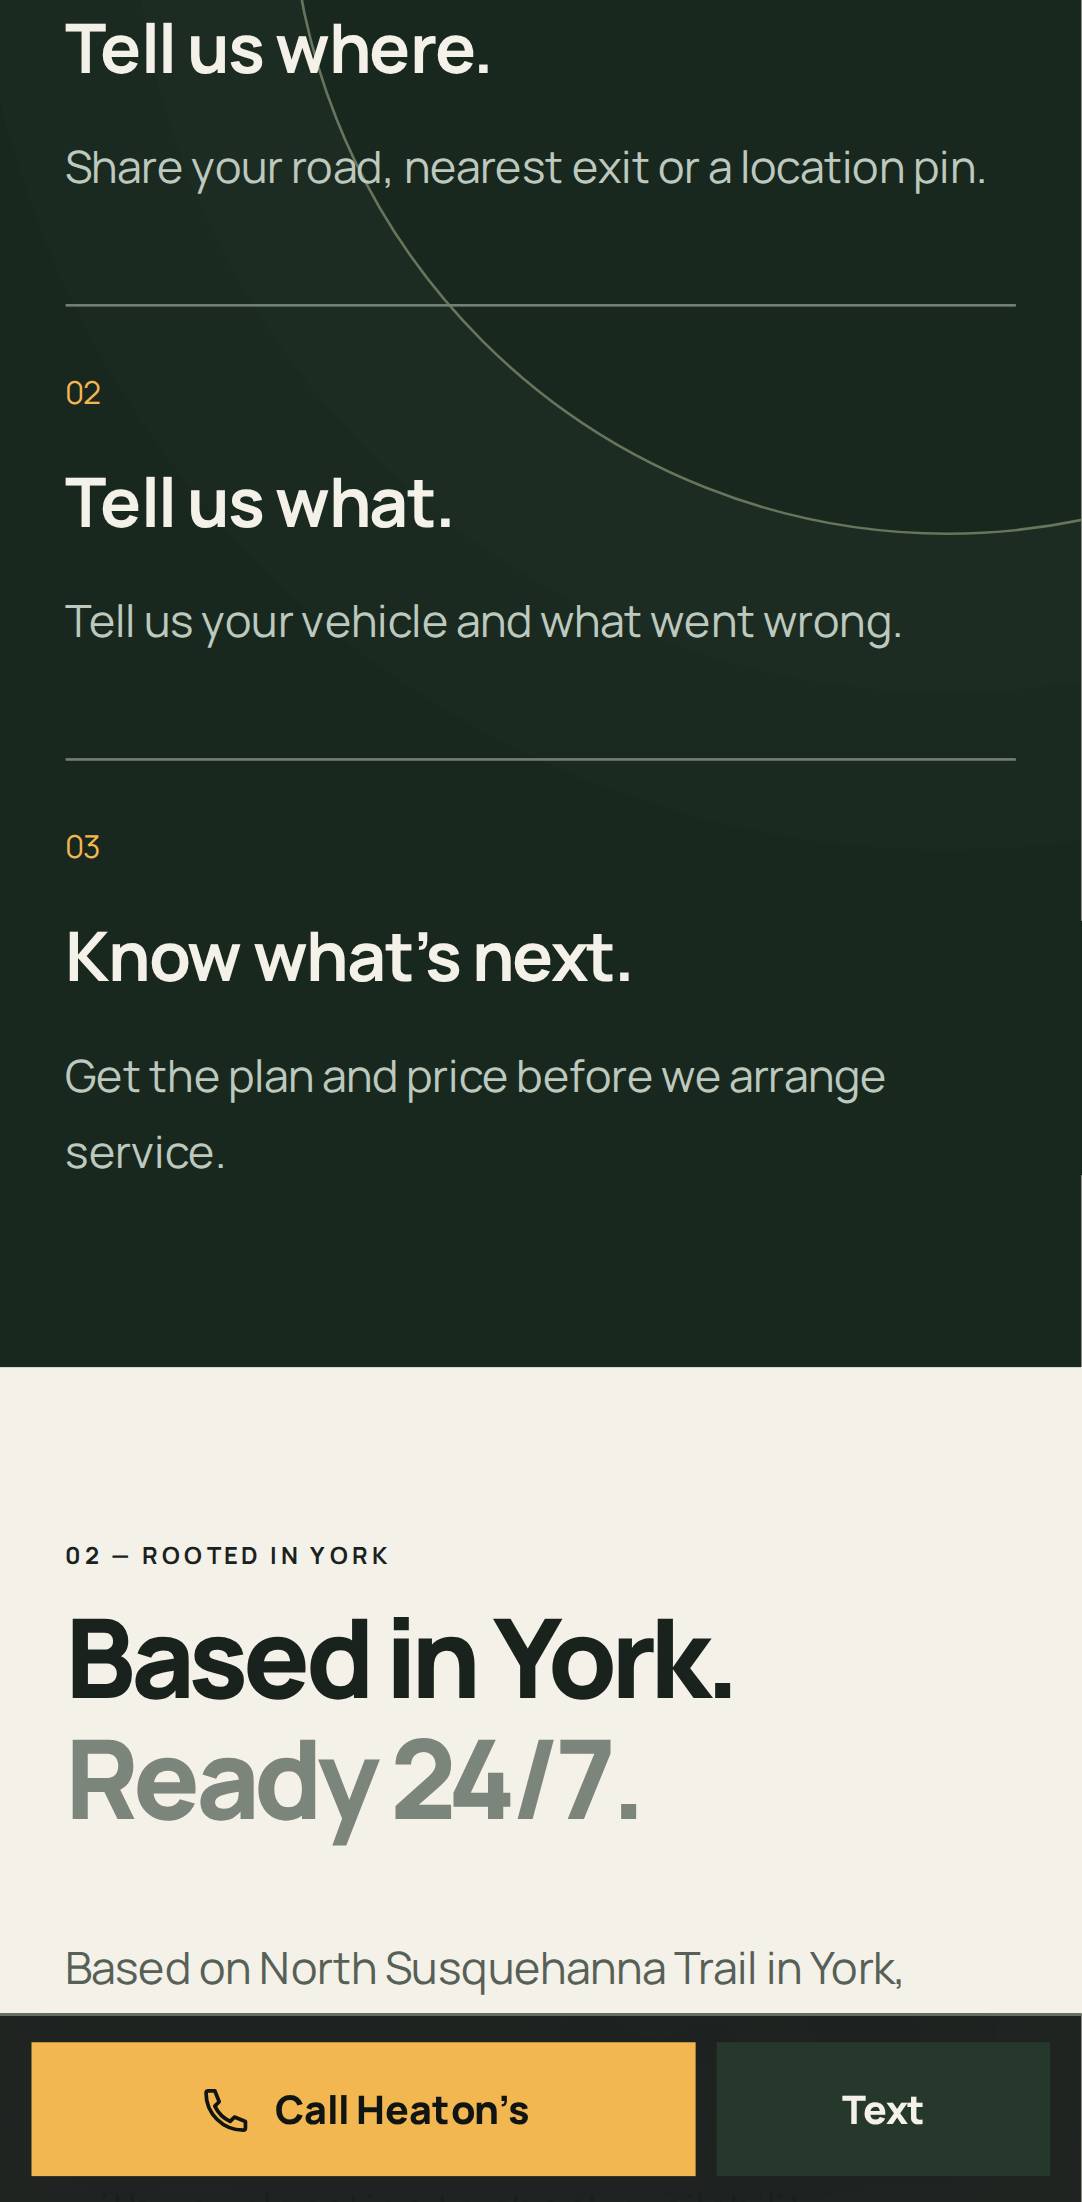 Tell us where.
Share your road, nearest exit or a location pin.
02
Tell us what.
Tell us your vehicle and what went wrong.
03
Know what’s next.
Get the plan and price before we arrange
service.
02 — ROOTED IN YORK
Based in York.
Ready 24/7.
Based on North Susquehanna Trail in York,
Call Heaton’s
Text